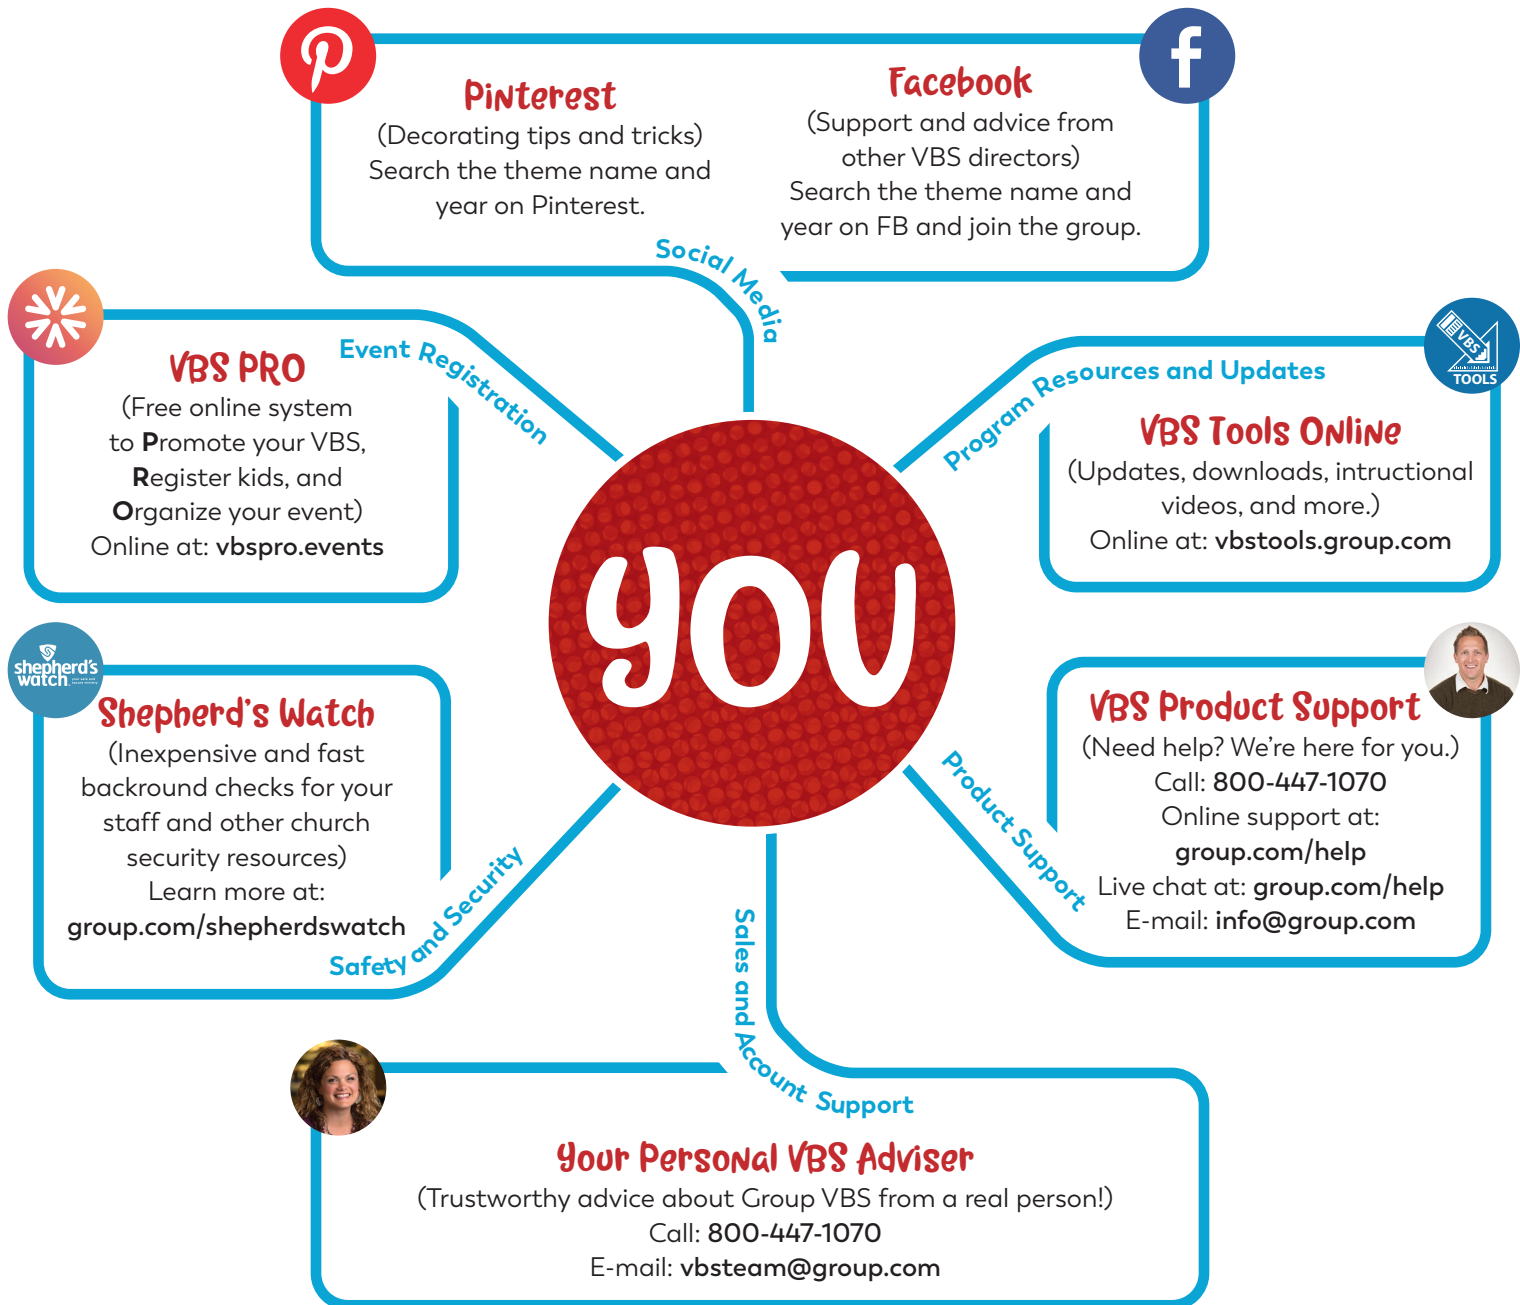 Pinterest
(Decorating tips and tricks)
Search the theme name and
year on Pinterest.
Facebook
(Support and advice from
other VBS directors)
Search the theme name and
year on FB and join the group.
Social Media
VBS PRO
(Free online system
to Promote your VBS,
Register kids, and
Organize your event)
Online at: vbspro.events
Event Registration
Program Resources and Updates
VBS
TOOLS
VBS Tools Online
(Updates, downloads, intructional
videos, and more.)
Online at: vbstools.group.com
YOU
shepherd's
watch
Shepherd's Watch
(Inexpensive and fast
backround checks for your
staff and other church
security resources)
Learn more at:
group.com/shepherdswatch
Safety and Security
VBS Product Support
(Need help? We're here for you.)
Call: 800-447-1070
Online support at:
group.com/help
Live chat at: group.com/help
E-mail: info@group.com
Product Support
Sales and Account Support
Your Personal VBS Adviser
(Trustworthy advice about Group VBS from a real person!)
Call: 800-447-1070
E-mail: vbsteam@group.com